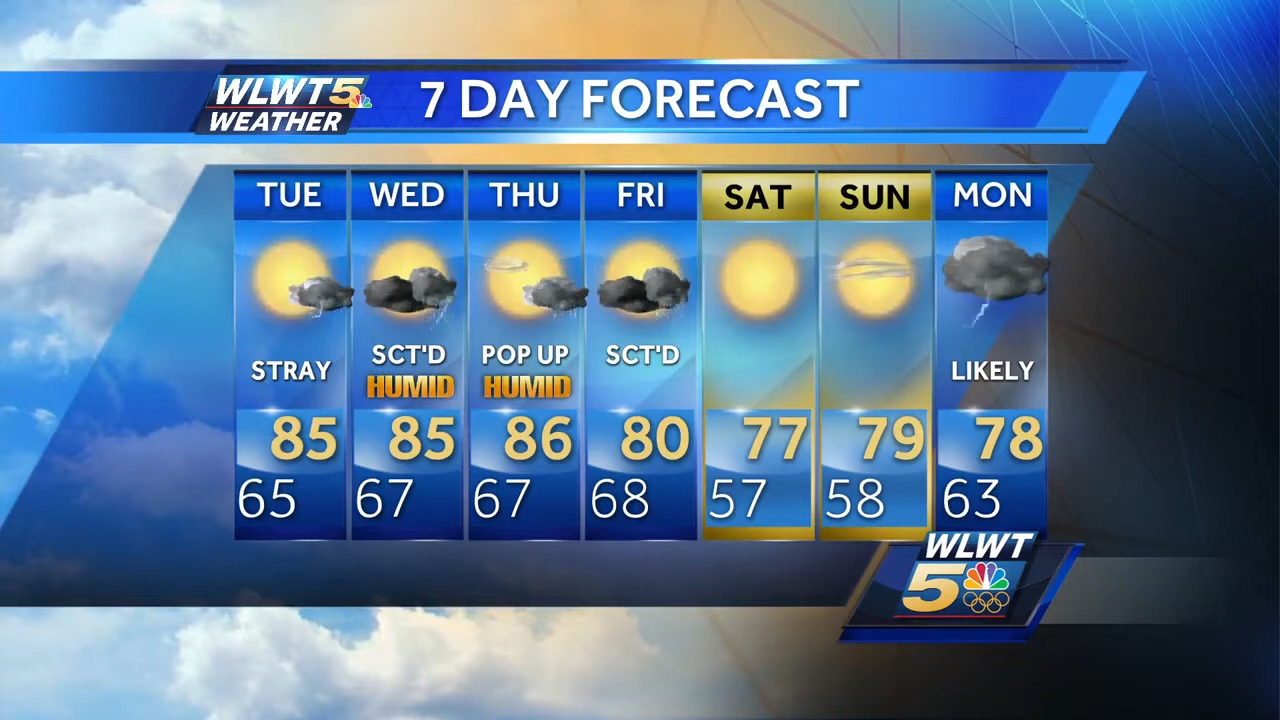 WLWT5
WEATHER
7 DAY FORECAST
TUE WED THU FRI SAT SUN MON
STRAY SCT'D HUMID POP UP HUMID SCT'D LIKELY
85 85 86 80 77 79 78
65 67 67 68 57 58 63
WLWT
5